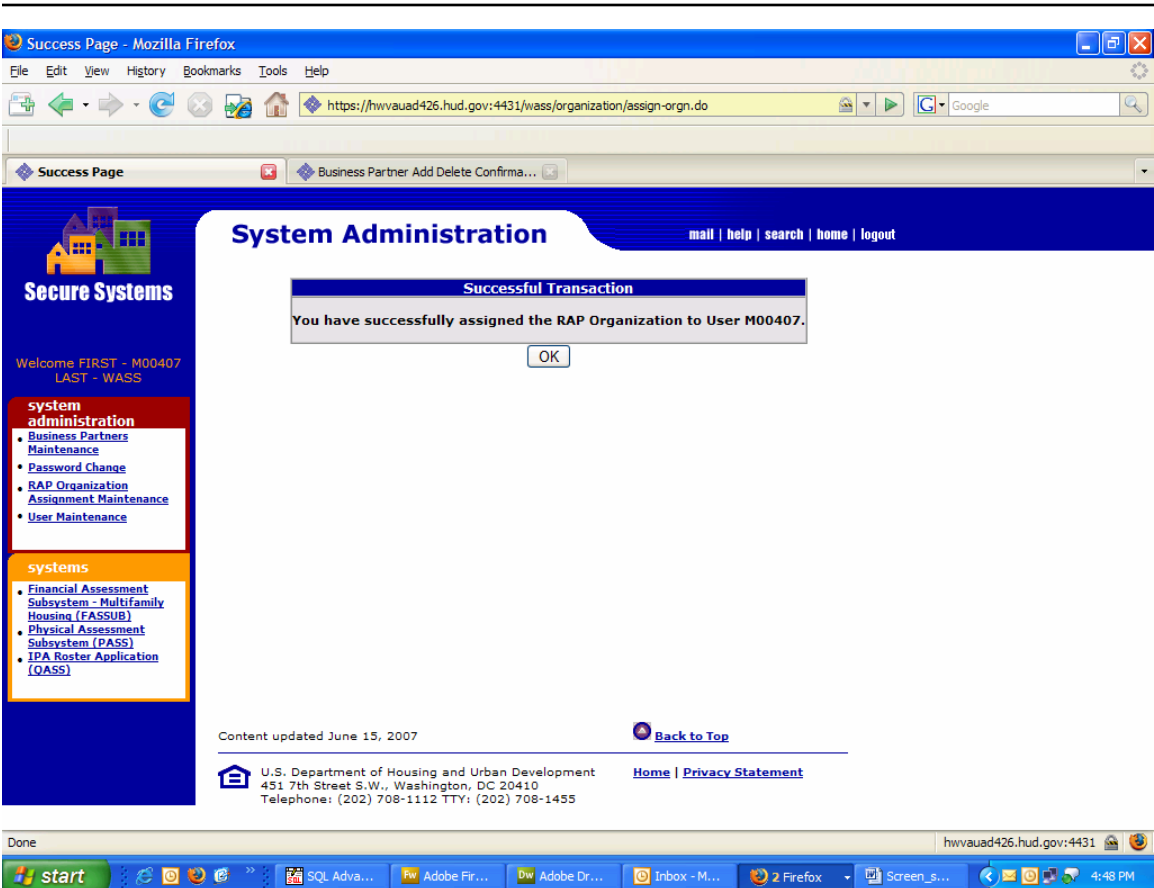 Success Page - Mozilla Firefox
File Edit View History Bookmarks Tools Help
https://hwvauad426.hud.gov:4431/wass/organization/assign-orgn.do
G Google
Success Page
Business Partner Add Delete Confirma...
System Administration
mail | help | search | home | logout
Secure Systems
Successful Transaction
You have successfully assigned the RAP Organization to User M00407.
OK
Welcome FIRST - M00407
LAST - WASS
system
administration
Business Partners
Maintenance
Password Change
RAP Organization
Assignment Maintenance
User Maintenance
systems
Financial Assessment
Subsystem - Multifamily
Housing (FASSUB)
Physical Assessment
Subsystem (PASS)
IPA Roster Application
(QASS)
Content updated June 15, 2007
Back to Top
U.S. Department of Housing and Urban Development
451 7th Street S.W., Washington, DC 20410
Telephone: (202) 708-1112 TTY: (202) 708-1455
Home | Privacy Statement
Done
hwvauad426.hud.gov:4431
start
SQL Adva...
Fw Adobe Fir...
Dw Adobe Dr...
Inbox - M...
2 Firefox
Screen_s...
4:48 PM